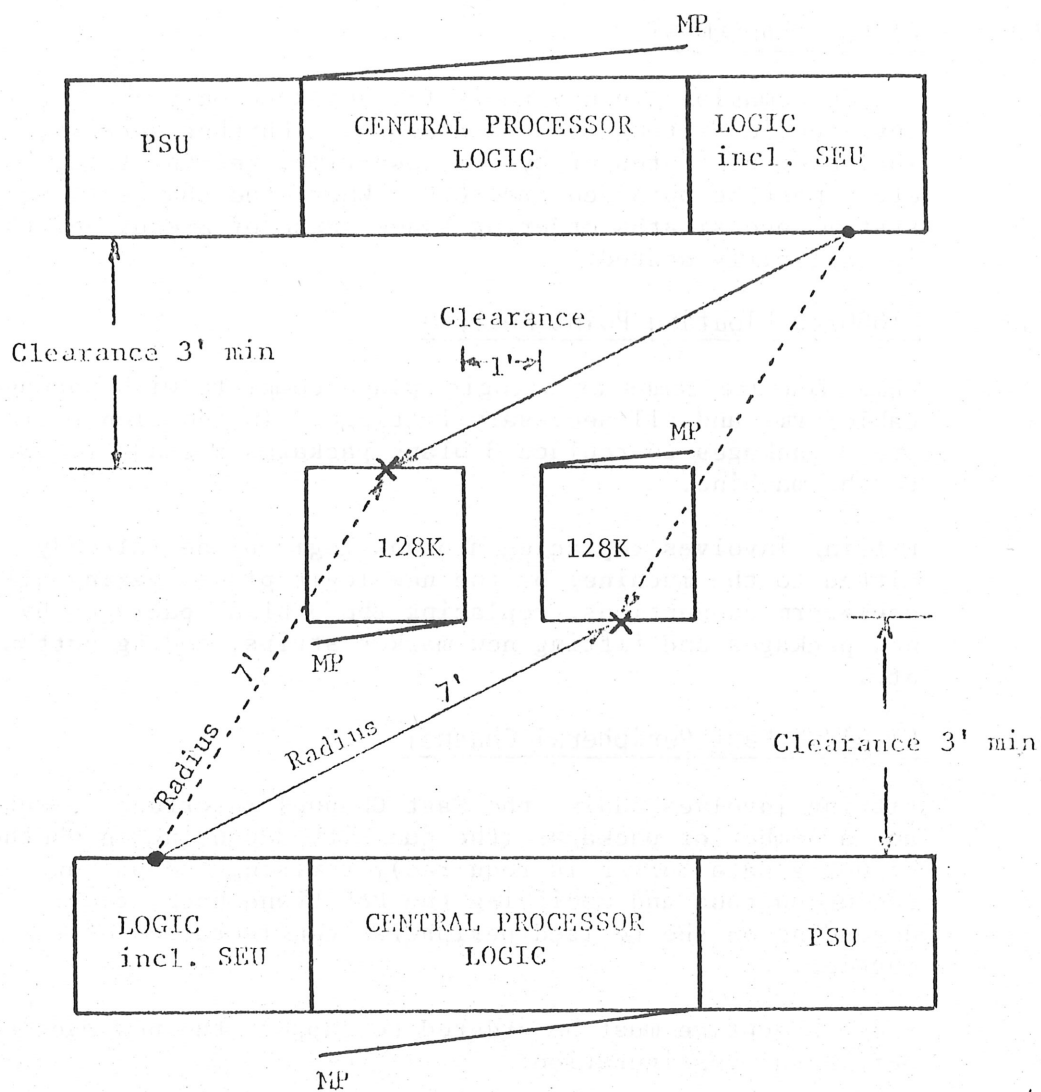 MP
PSU
CENTRAL PROCESSOR
LOGIC
LOGIC
incl. SEU
Clearance
1'
Clearance 3' min
MP
128K
128K
MP
Radius 7'
Radius 7'
Clearance 3' min
LOGIC
incl. SEU
CENTRAL PROCESSOR
LOGIC
PSU
MP